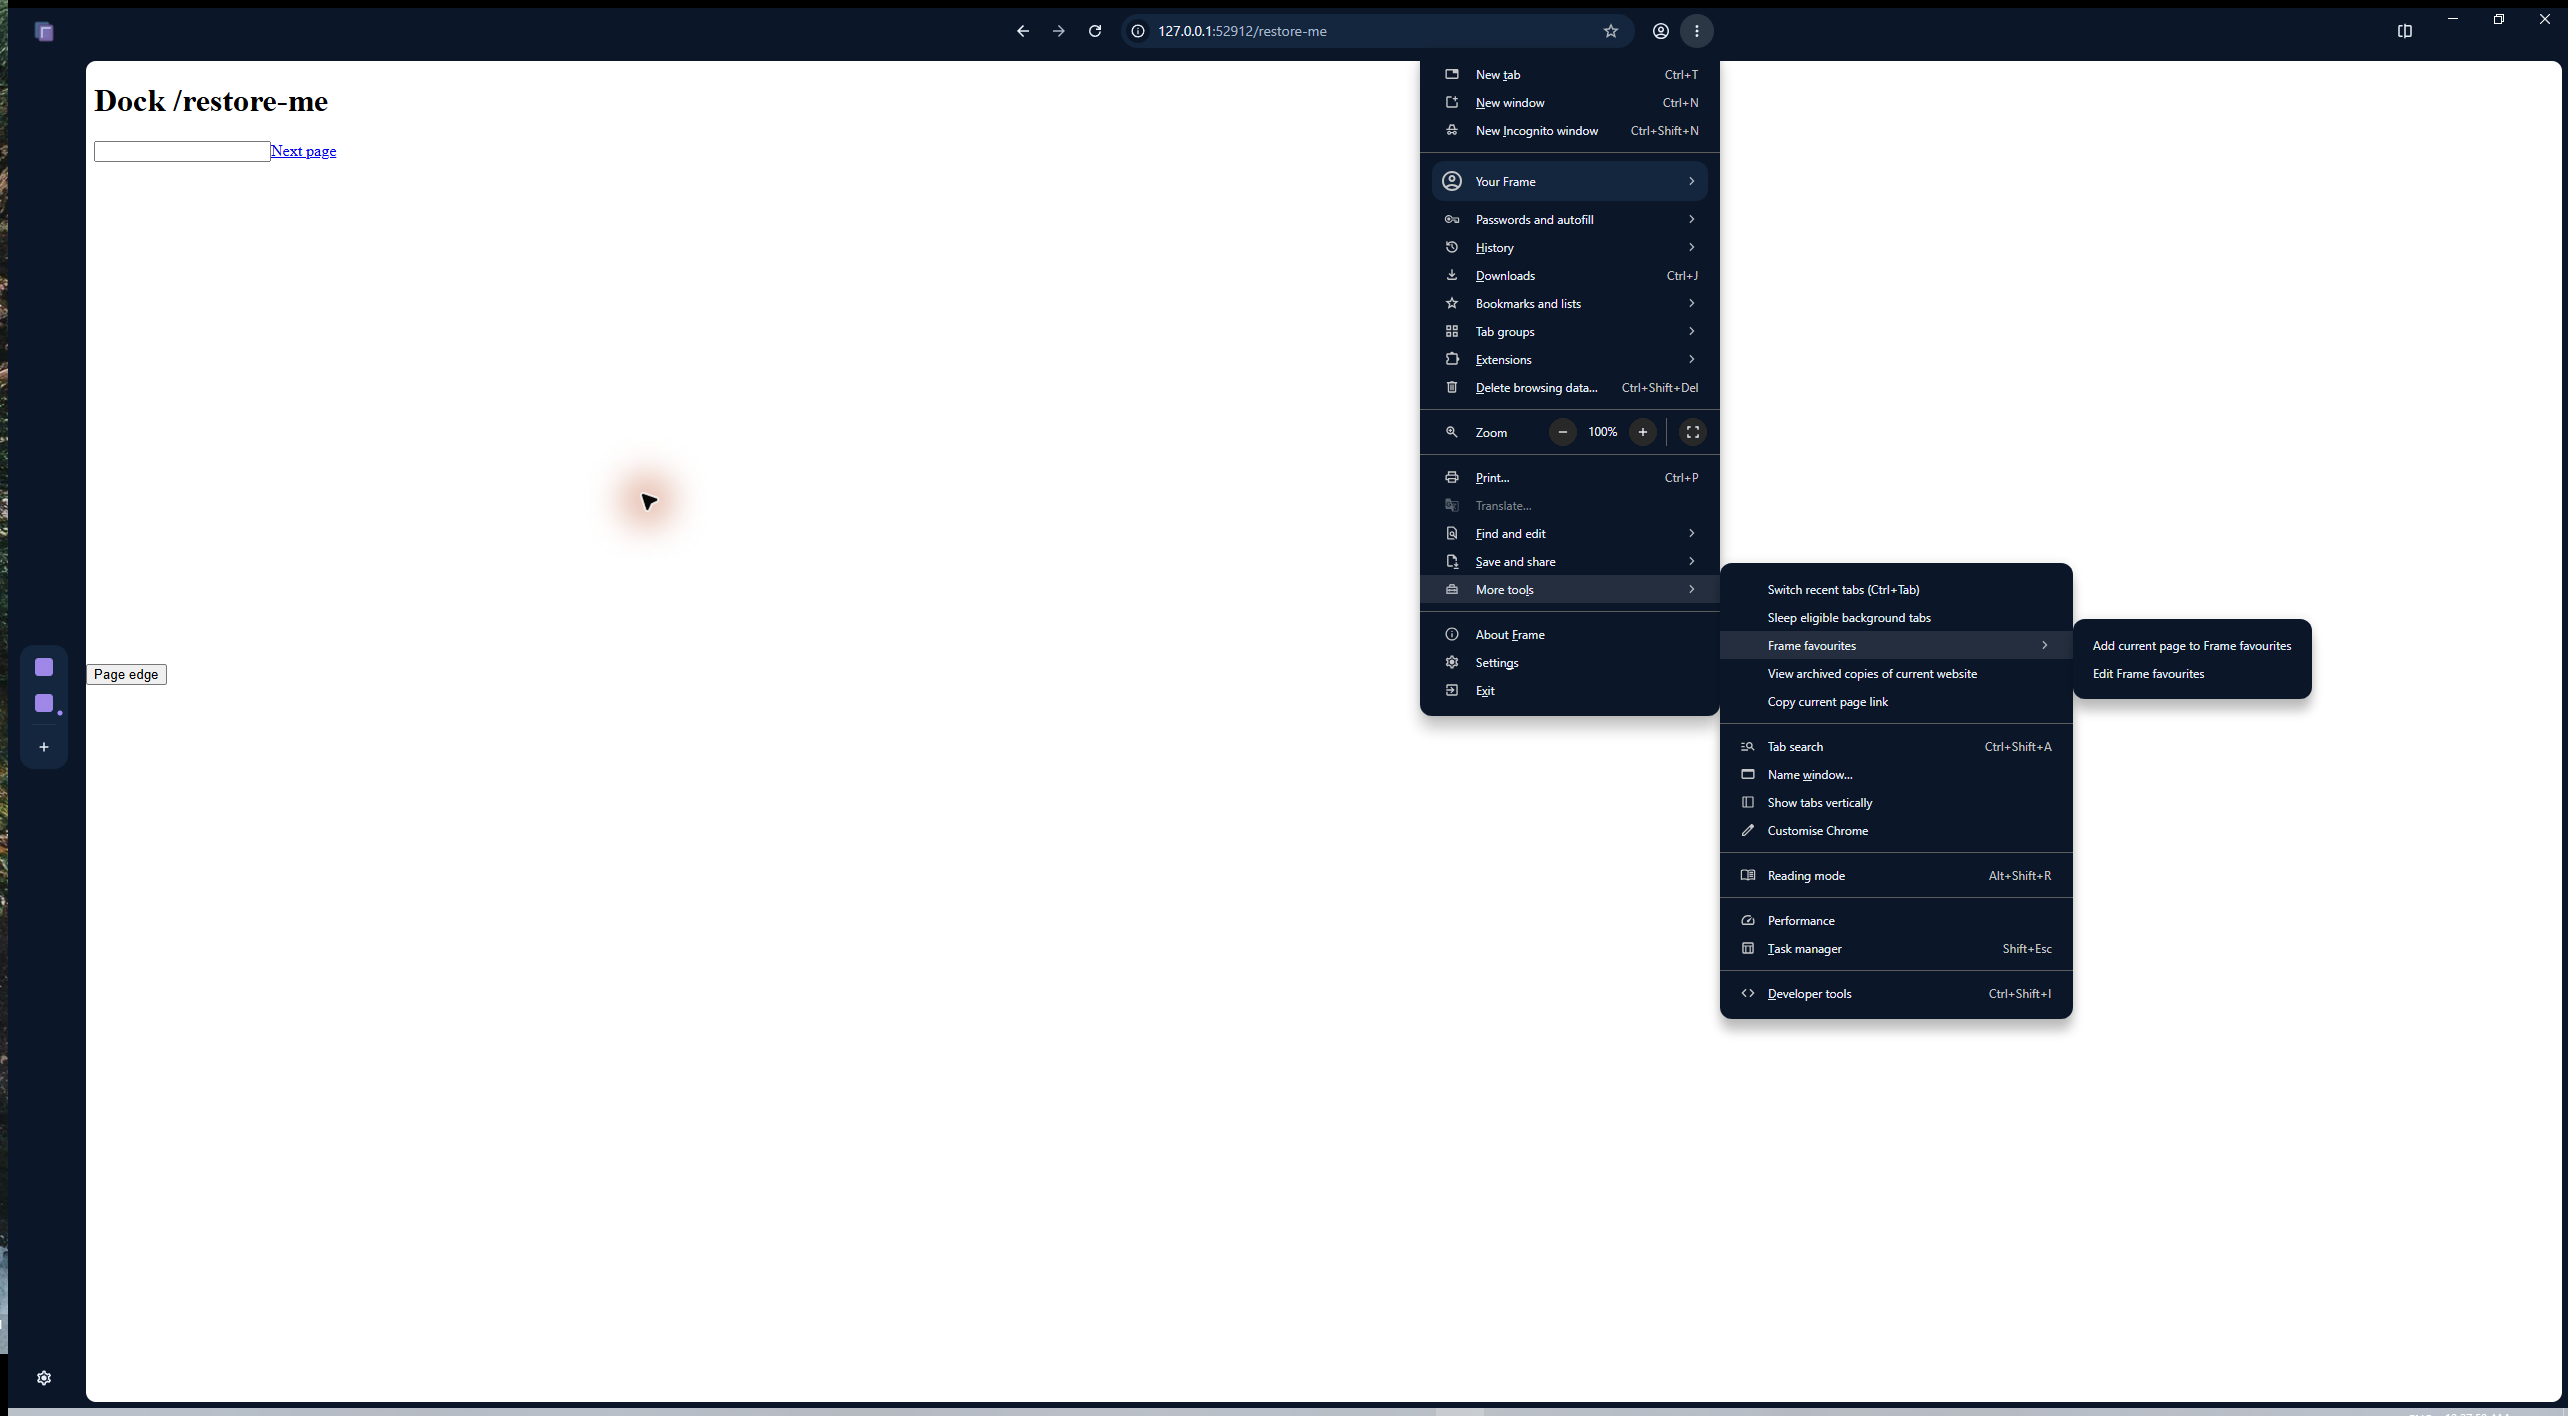 127.0.0.1:52912/restore-me
Dock /restore-me
Next page
Page edge
New tab Ctrl+T
New window Ctrl+N
New Incognito window Ctrl+Shift+N
Your Frame
Passwords and autofill
History
Downloads Ctrl+J
Bookmarks and lists
Tab groups
Extensions
Delete browsing data... Ctrl+Shift+Del
Zoom 100%
Print... Ctrl+P
Translate...
Find and edit
Save and share
More tools
About Frame
Settings
Exit
Switch recent tabs (Ctrl+Tab)
Sleep eligible background tabs
Frame favourites
View archived copies of current website
Copy current page link
Tab search Ctrl+Shift+A
Name window...
Show tabs vertically
Customise Chrome
Reading mode Alt+Shift+R
Performance
Task manager Shift+Esc
Developer tools Ctrl+Shift+I
Add current page to Frame favourites
Edit Frame favourites